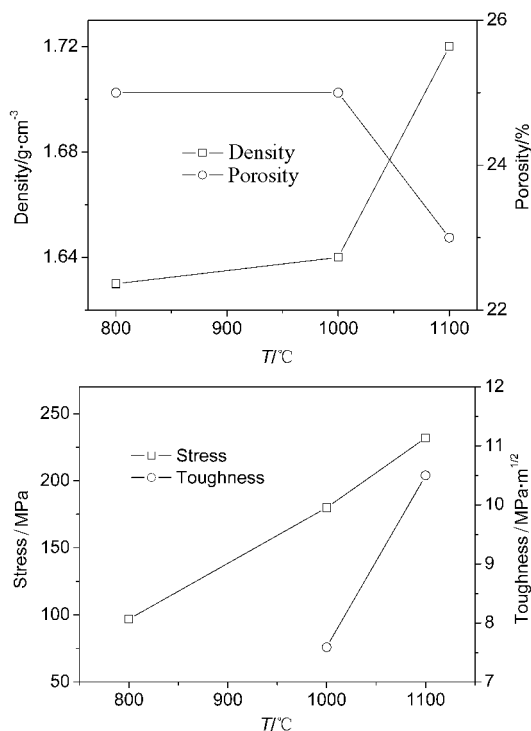 26
1.72
1.68
24
1.64
22
Density/g·cm-3
Porosity/%
Density
Porosity
800
900
1000
1100
T/℃
12
250
11
200
10
150
9
100
8
50
7
Stress / MPa
Toughness / MPa·m1/2
Stress
Toughness
800
900
1000
1100
T/℃